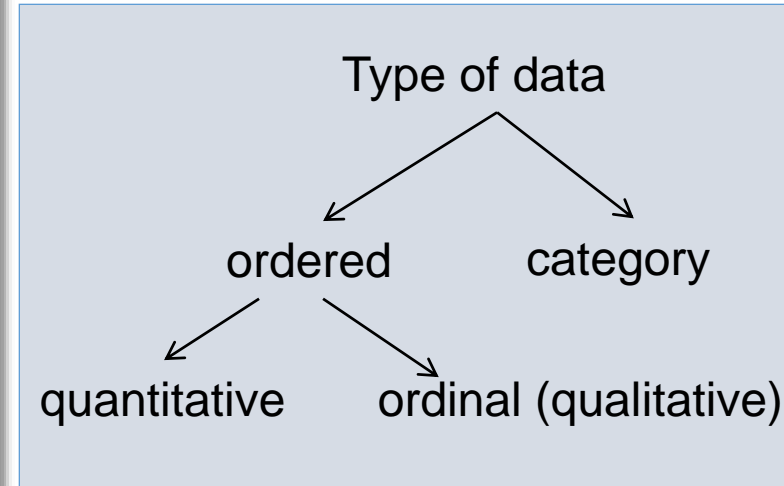 Type of data
ordered category
quantitative ordinal (qualitative)